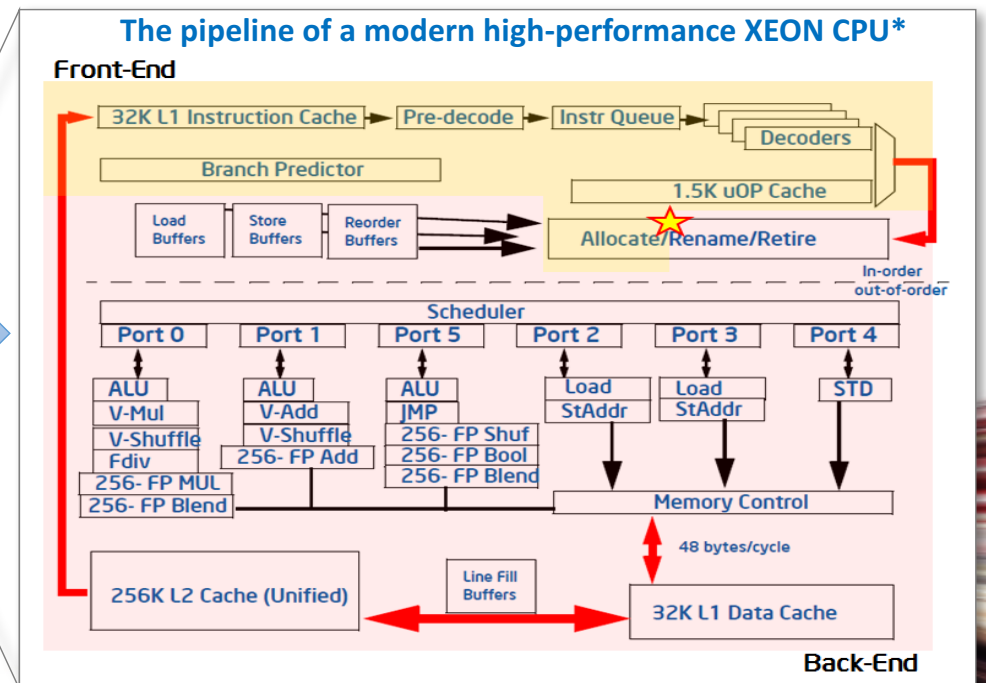 The pipeline of a modern high-performance XEON CPU*
Front-End
32K L1 Instruction Cache
Pre-decode
Instr Queue
Decoders
Branch Predictor
1.5K uOP Cache
Load
Buffers
Store
Buffers
Reorder
Buffers
Allocate/Rename/Retire
In-order
out-of-order
Scheduler
Port 0
Port 1
Port 5
Port 2
Port 3
Port 4
ALU
V-Mul
V-Shuffle
Fdiv
256- FP MUL
256- FP Blend
ALU
V-Add
V-Shuffle
256- FP Add
ALU
JMP
256- FP Shuf
256- FP Bool
256- FP Blend
Load
StAddr
Load
StAddr
STD
Memory Control
48 bytes/cycle
256K L2 Cache (Unified)
Line Fill
Buffers
32K L1 Data Cache
Back-End